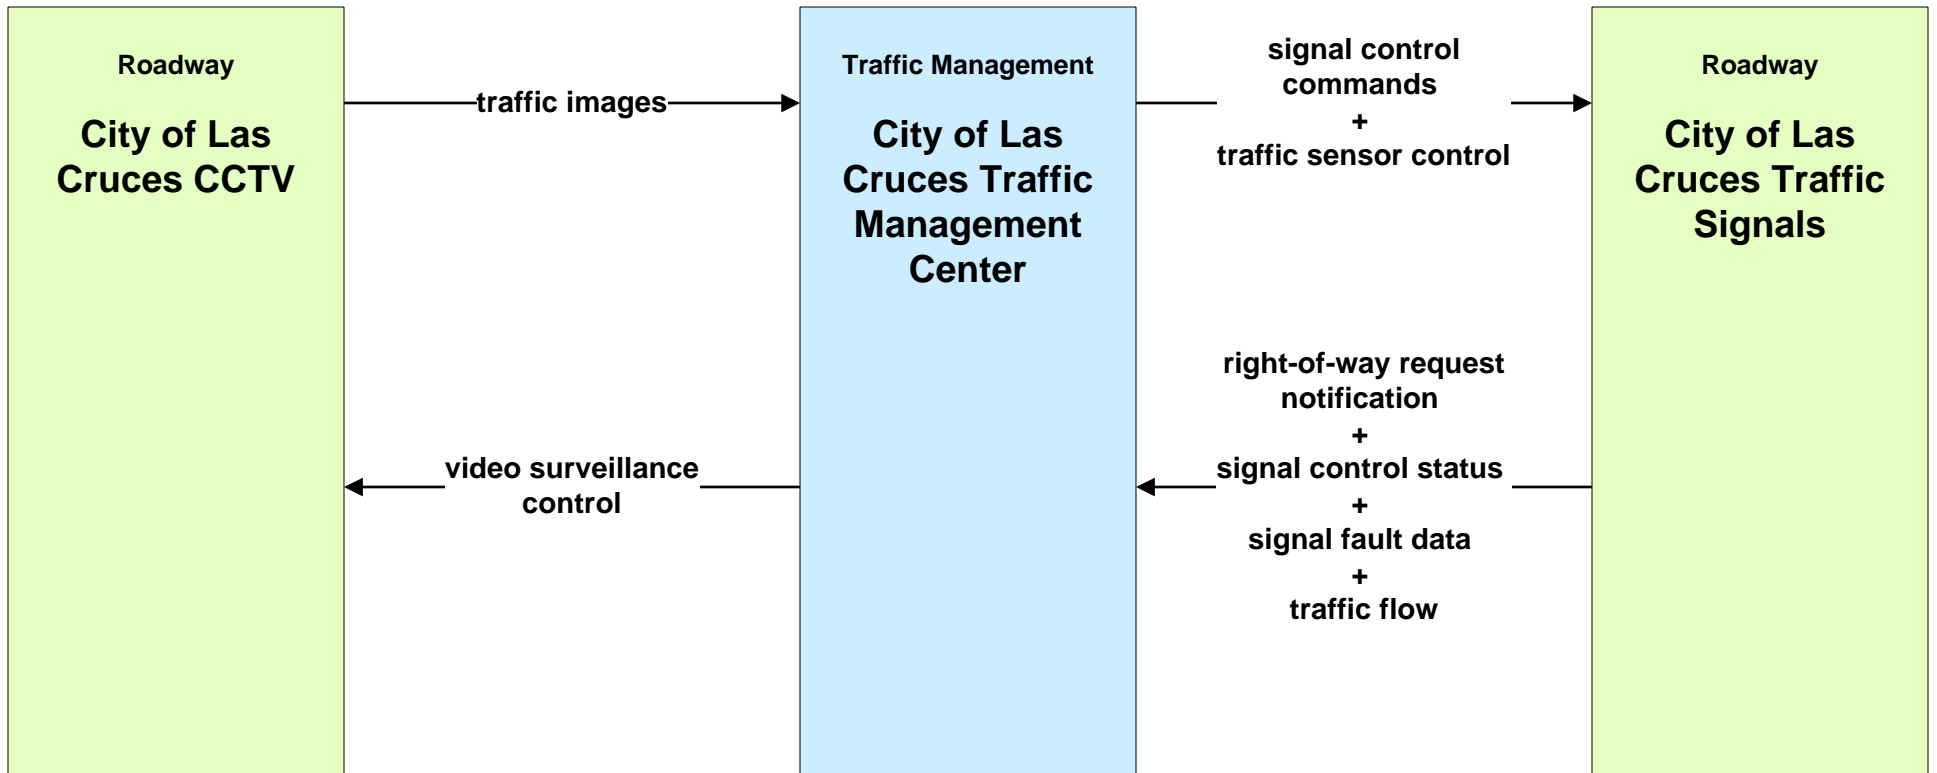 Roadway
City of Las
Cruces CCTV
traffic images
video surveillance
control
Traffic Management
City of Las
Cruces Traffic
Management
Center
signal control
commands
+
traffic sensor control
right-of-way request
notification
+
signal control status
+
signal fault data
+
traffic flow
Roadway
City of Las
Cruces Traffic
Signals